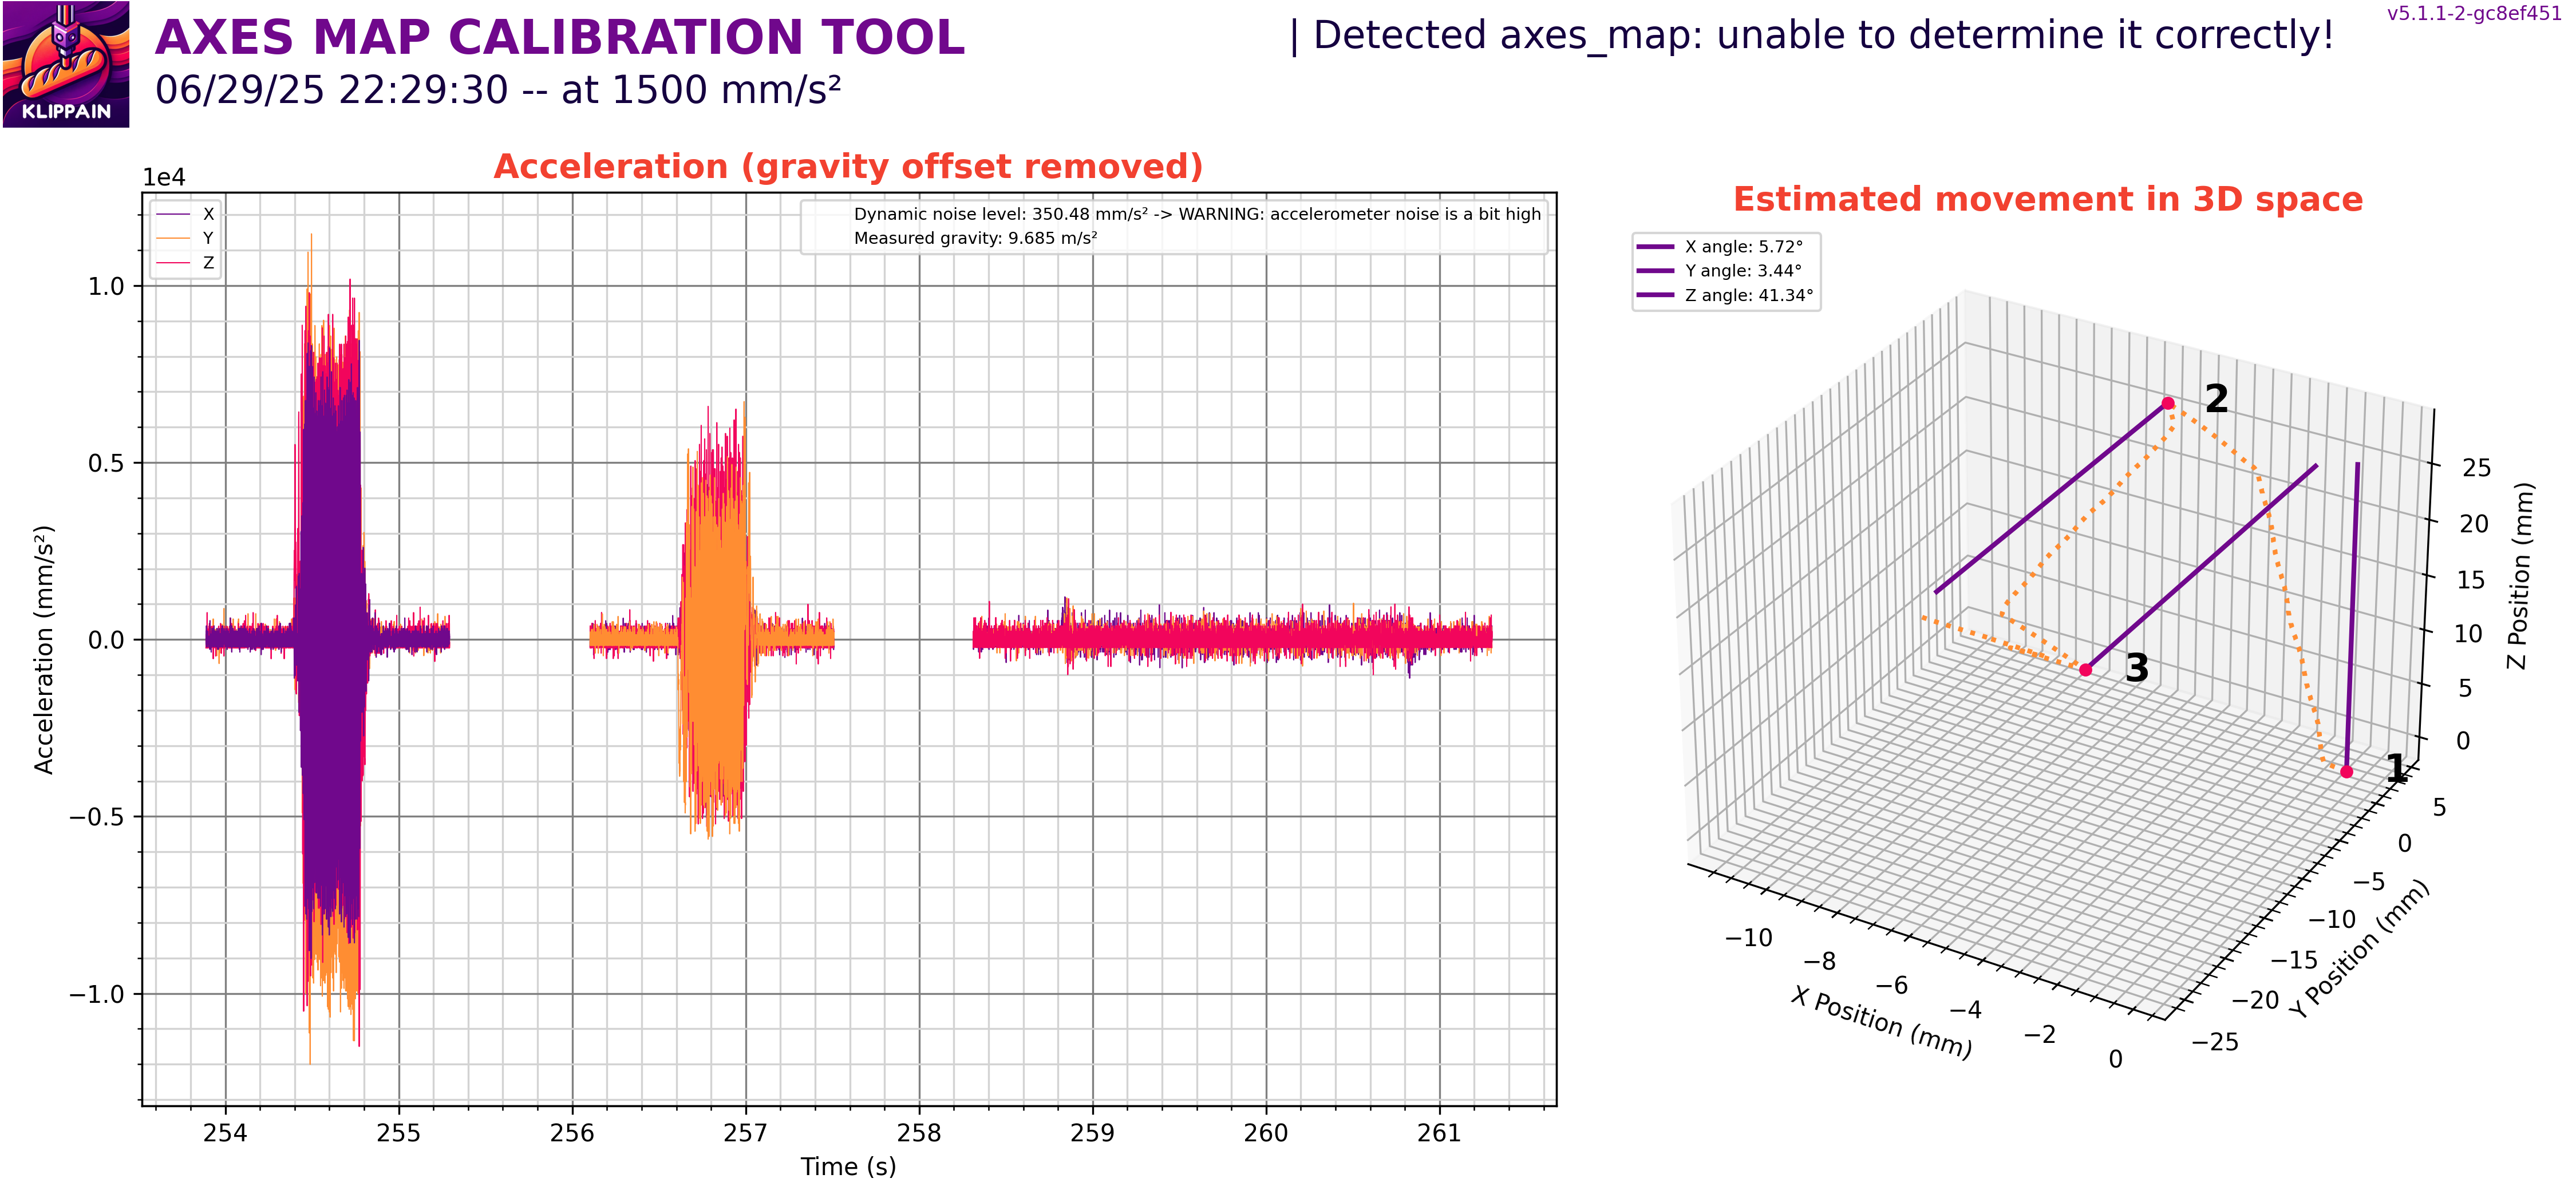 KLIPPAIN
AXES MAP CALIBRATION TOOL
06/29/25 22:29:30 -- at 1500 mm/s²
| Detected axes_map: unable to determine it correctly!
v5.1.1-2-gc8ef451
Acceleration (gravity offset removed)
1e4
X
Y
Z
Dynamic noise level: 350.48 mm/s² -> WARNING: accelerometer noise is a bit high
Measured gravity: 9.685 m/s²
1.0
0.5
0.0
−0.5
−1.0
Acceleration (mm/s²)
254
255
256
257
258
259
260
261
Time (s)
Estimated movement in 3D space
X angle: 5.72°
Y angle: 3.44°
Z angle: 41.34°
2
3
1
25
20
15
10
5
0
Z Position (mm)
5
0
−5
−10
−15
−20
−25
Y Position (mm)
−10
−8
−6
−4
−2
0
X Position (mm)